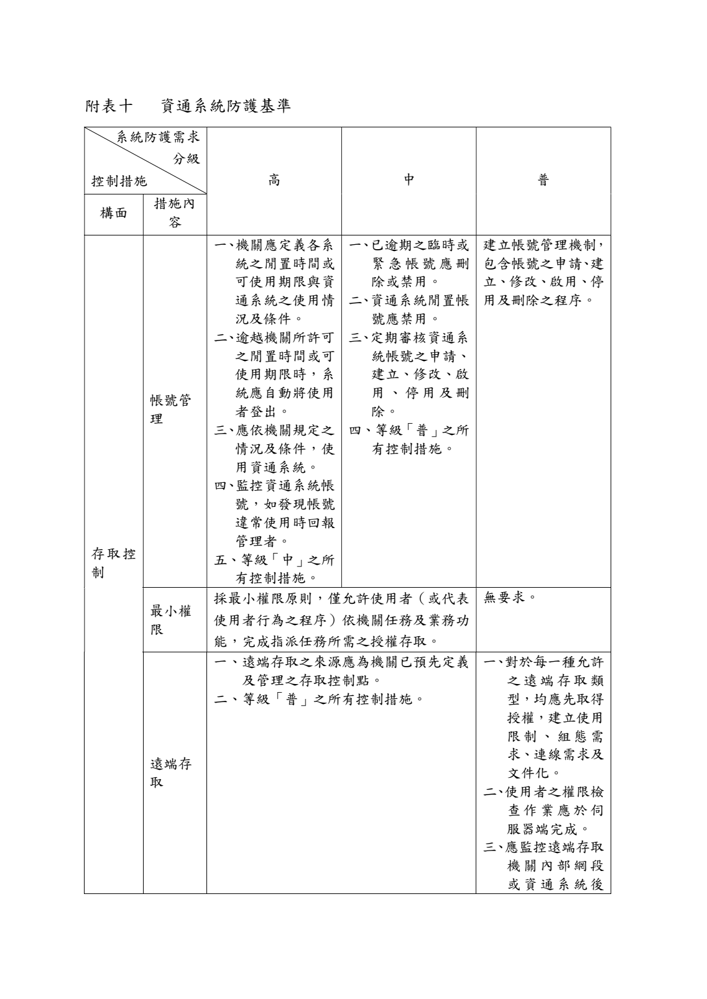 附表十　資通系統防護基準
系統防護需求
分級
控制措施
高
中
普
構面
措施內
容
存取控
制
帳號管
理
一、機關應定義各系
統之閒置時間或
可使用期限與資
通系統之使用情
況及條件。
二、逾越機關所許可
之閒置時間或可
使用期限時，系
統應自動將使用
者登出。
三、應依機關規定之
情況及條件，使
用資通系統。
四、監控資通系統帳
號，如發現帳號
違常使用時回報
管理者。
五、等級「中」之所
有控制措施。
一、已逾期之臨時或
緊急帳號應刪
除或禁用。
二、資通系統閒置帳
號應禁用。
三、定期審核資通系
統帳號之申請、
建立、修改、啟
用、停用及刪
除。
四、等級「普」之所
有控制措施。
建立帳號管理機制，
包含帳號之申請、建
立、修改、啟用、停
用及刪除之程序。
最小權
限
採最小權限原則，僅允許使用者（或代表
使用者行為之程序）依機關任務及業務功
能，完成指派任務所需之授權存取。
無要求。
遠端存
取
一、遠端存取之來源應為機關已預先定義
及管理之存取控制點。
二、等級「普」之所有控制措施。
一、對於每一種允許
之遠端存取類
型，均應先取得
授權，建立使用
限制、組態需
求、連線需求及
文件化。
二、使用者之權限檢
查作業應於伺
服器端完成。
三、應監控遠端存取
機關內部網段
或資通系統後